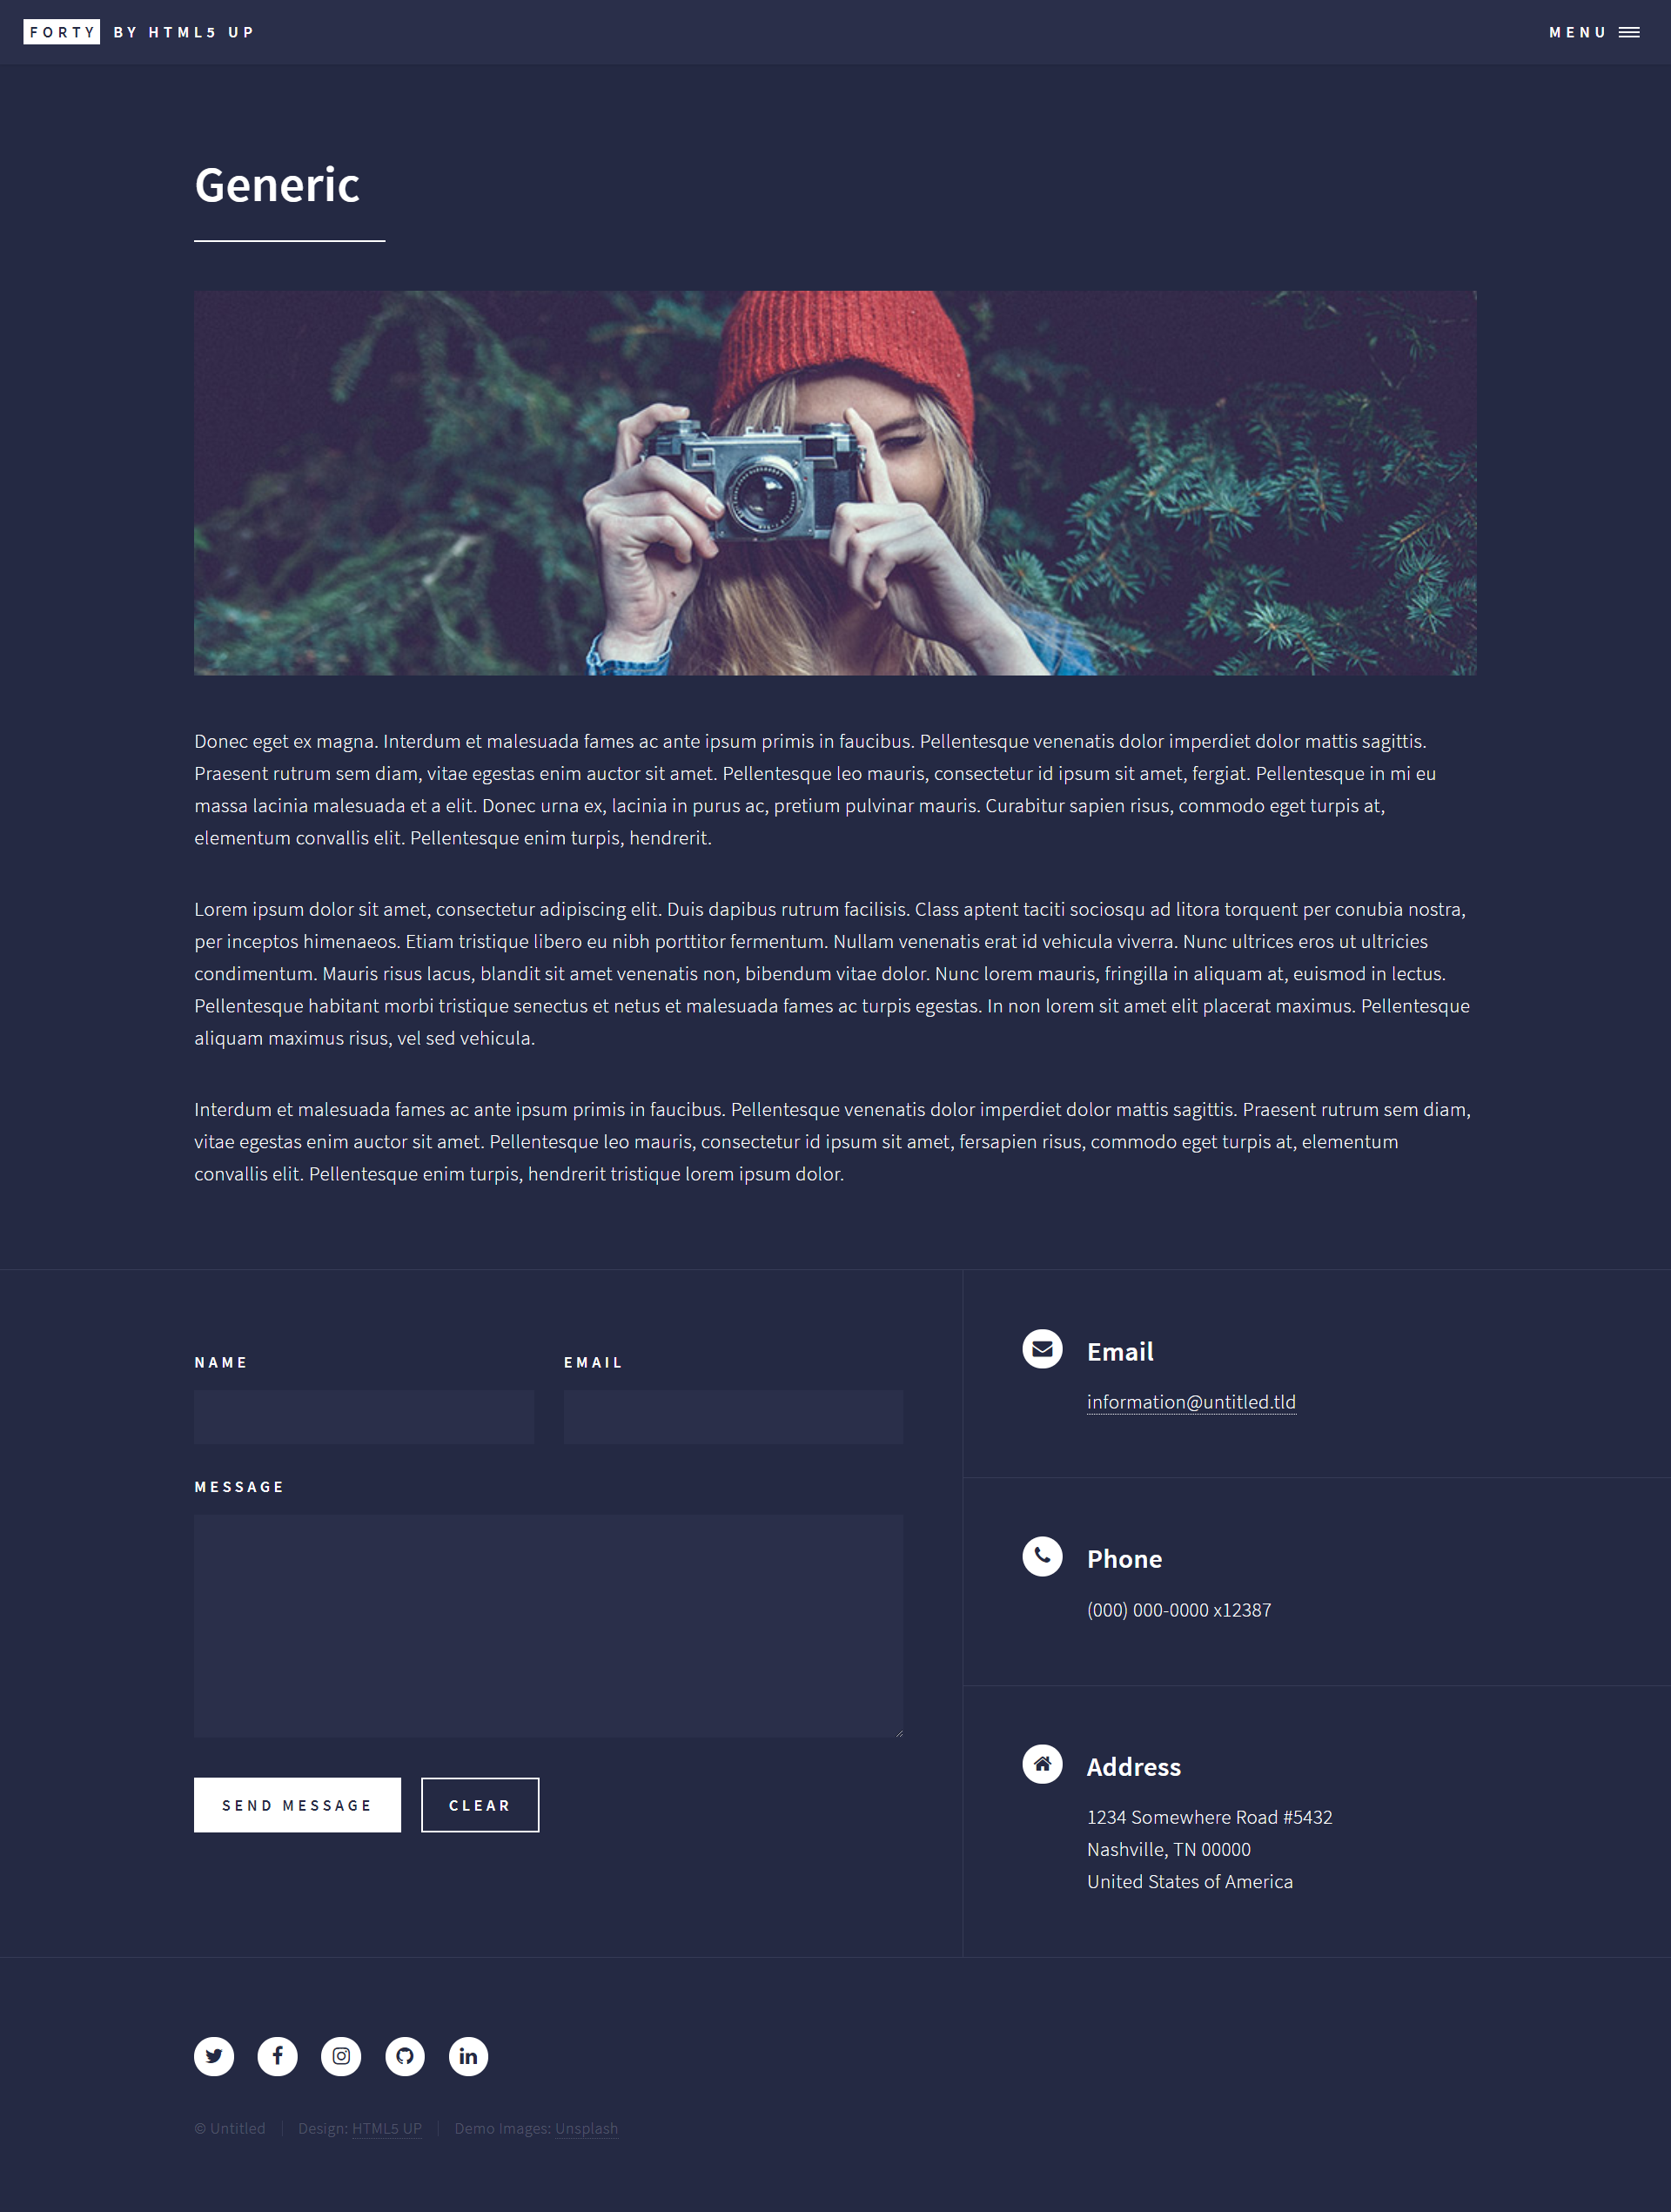 FORTY BY HTML5 UP
MENU
Generic
Donec eget ex magna. Interdum et malesuada fames ac ante ipsum primis in faucibus. Pellentesque venenatis dolor imperdiet dolor mattis sagittis.
Praesent rutrum sem diam, vitae egestas enim auctor sit amet. Pellentesque leo mauris, consectetur id ipsum sit amet, fergiat. Pellentesque in mi eu
massa lacinia malesuada et a elit. Donec urna ex, lacinia in purus ac, pretium pulvinar mauris. Curabitur sapien risus, commodo eget turpis at,
elementum convallis elit. Pellentesque enim turpis, hendrerit.
Lorem ipsum dolor sit amet, consectetur adipiscing elit. Duis dapibus rutrum facilisis. Class aptent taciti sociosqu ad litora torquent per conubia nostra,
per inceptos himenaeos. Etiam tristique libero eu nibh porttitor fermentum. Nullam venenatis erat id vehicula viverra. Nunc ultrices eros ut ultricies
condimentum. Mauris risus lacus, blandit sit amet venenatis non, bibendum vitae dolor. Nunc lorem mauris, fringilla in aliquam at, euismod in lectus.
Pellentesque habitant morbi tristique senectus et netus et malesuada fames ac turpis egestas. In non lorem sit amet elit placerat maximus. Pellentesque
aliquam maximus risus, vel sed vehicula.
Interdum et malesuada fames ac ante ipsum primis in faucibus. Pellentesque venenatis dolor imperdiet dolor mattis sagittis. Praesent rutrum sem diam,
vitae egestas enim auctor sit amet. Pellentesque leo mauris, consectetur id ipsum sit amet, fersapien risus, commodo eget turpis at, elementum
convallis elit. Pellentesque enim turpis, hendrerit tristique lorem ipsum dolor.
NAME
EMAIL
MESSAGE
SEND MESSAGE
CLEAR
Email
information@untitled.tld
Phone
(000) 000-0000 x12387
Address
1234 Somewhere Road #5432
Nashville, TN 00000
United States of America
© Untitled
Design: HTML5 UP
Demo Images: Unsplash